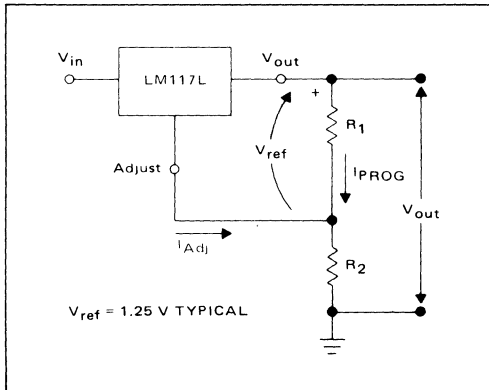 Vin
LM117L
Vout
+
R1
Vref
Adjust
IPROG
Vout
IAdj
R2
Vref = 1.25 V TYPICAL